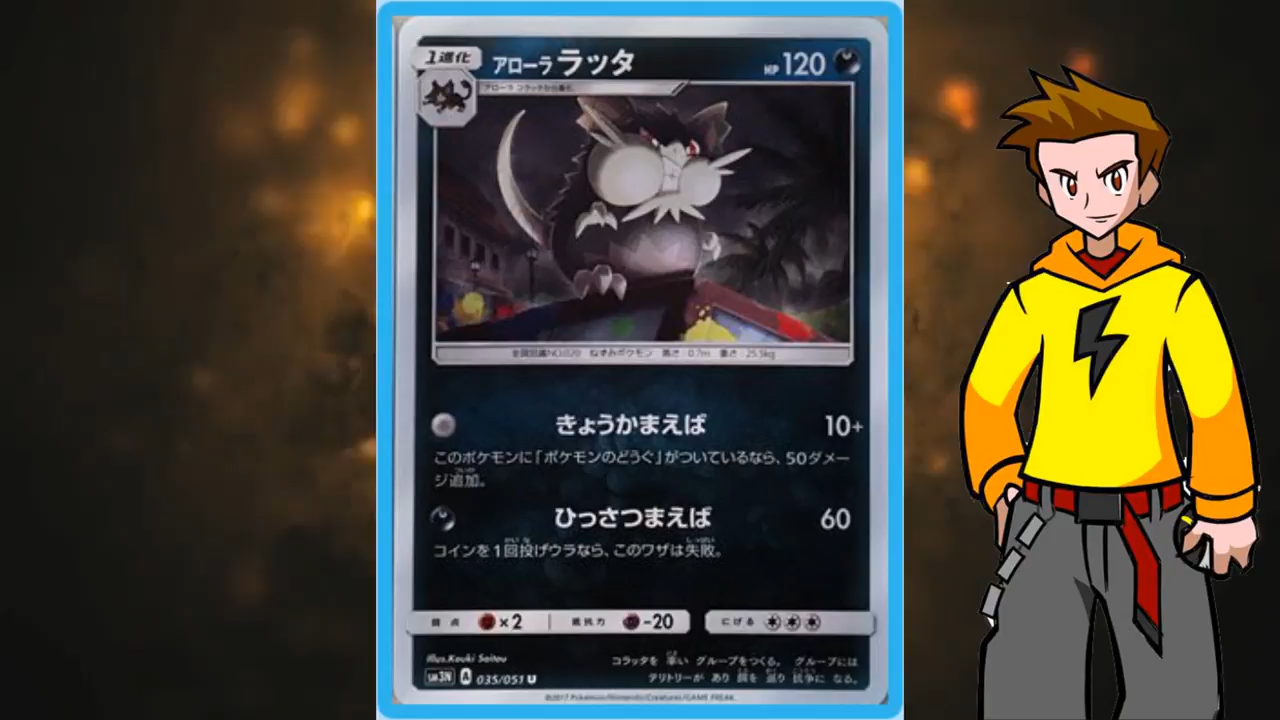 1進化
アローラ ラッタ
HP 120
アローラ コラッタから進化
全国図鑑NO.020 ねずみポケモン 高さ:0.7m 重さ:25.5kg
きょうかまえば 10+
このポケモンに「ポケモンのどうぐ」がついているなら、50ダメー
ジ追加。
ひっさつまえば 60
コインを1回投げウラなら、このワザは失敗。
弱点 ×2 抵抗力 -20 にげる
Illus.Kouki Saitou
SM3N A 035/051 U
コラッタを 率い グループをつくる。 グループには
テリトリーが あり 餌を 巡り 抗争に なる。
©2017 Pokémon/Nintendo/Creatures/GAME FREAK.